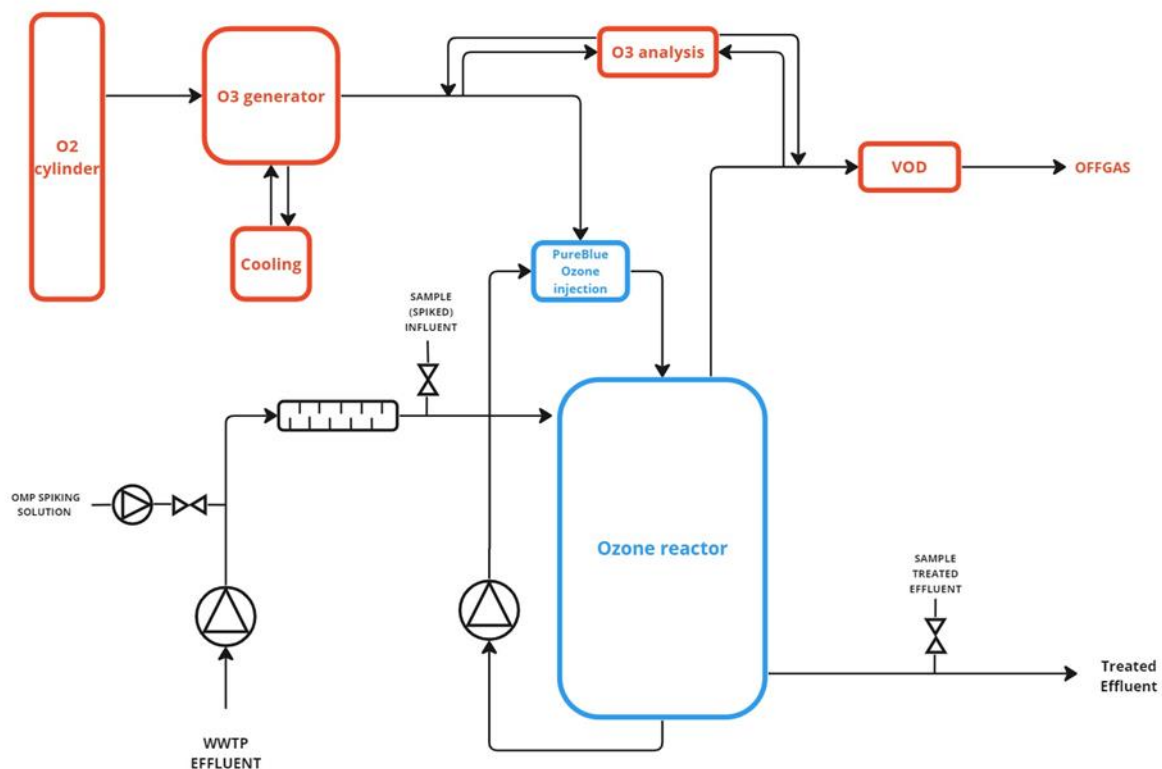 O2
cylinder
O3 generator
Cooling
O3 analysis
VOD
OFFGAS
PureBlue
Ozone
injection
SAMPLE
(SPIKED)
INFLUENT
OMP SPIKING
SOLUTION
WWTP
EFFLUENT
Ozone reactor
SAMPLE
TREATED
EFFLUENT
Treated
Effluent